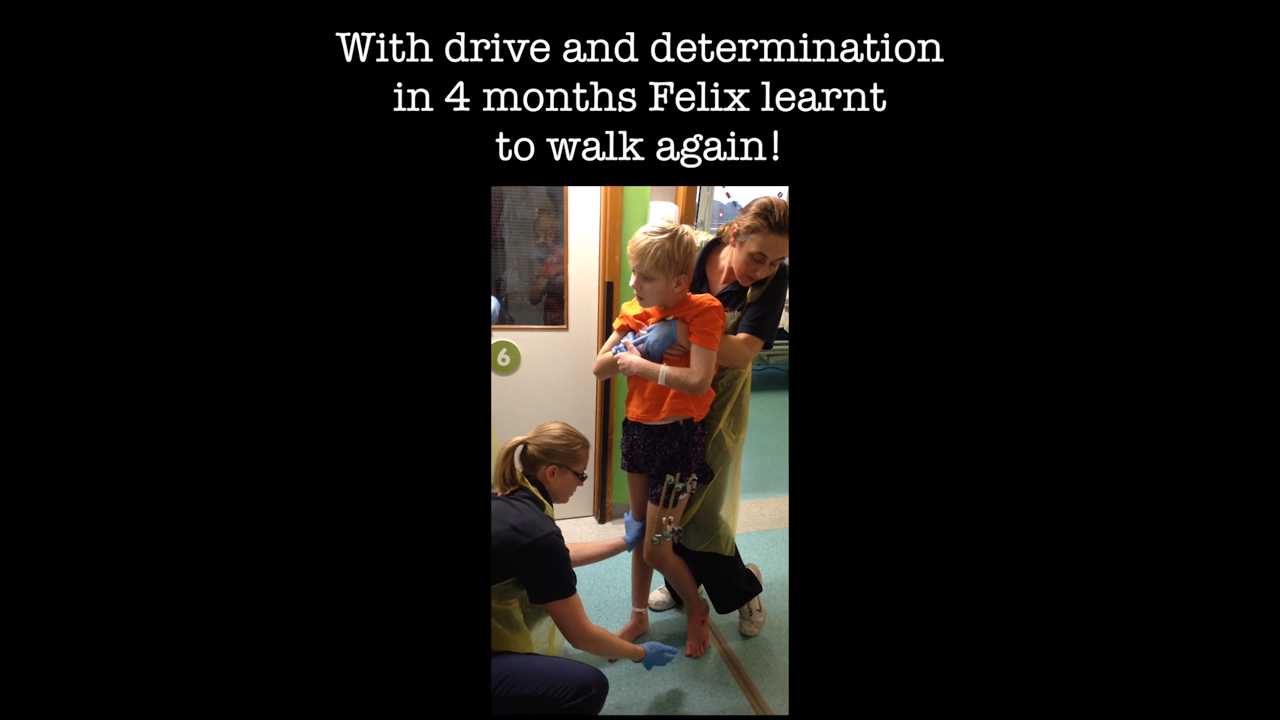 With drive and determination
in 4 months Felix learnt
to walk again!
6